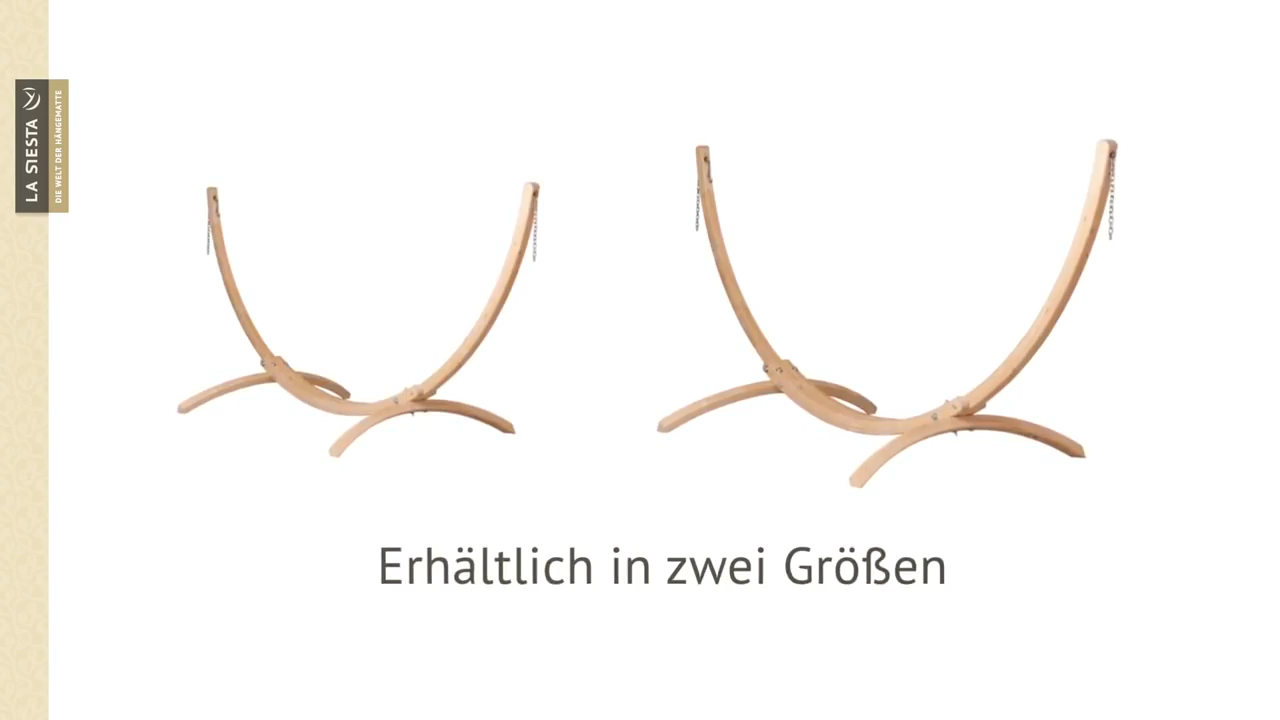 LA SIESTA
DIE WELT DER HÄNGEMATTE
Erhältlich in zwei Größen